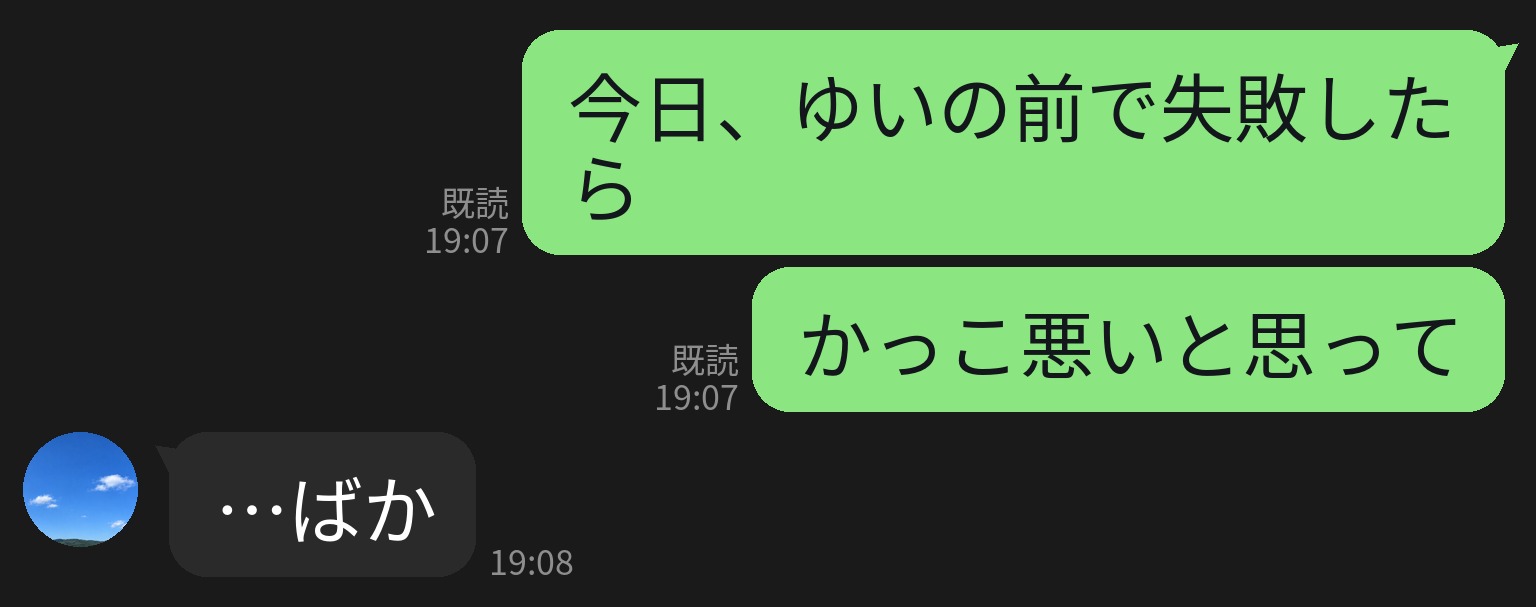 今日、ゆいの前で失敗した
ら
既読
19:07
かっこ悪いと思って
既読
19:07
…ばか
19:08